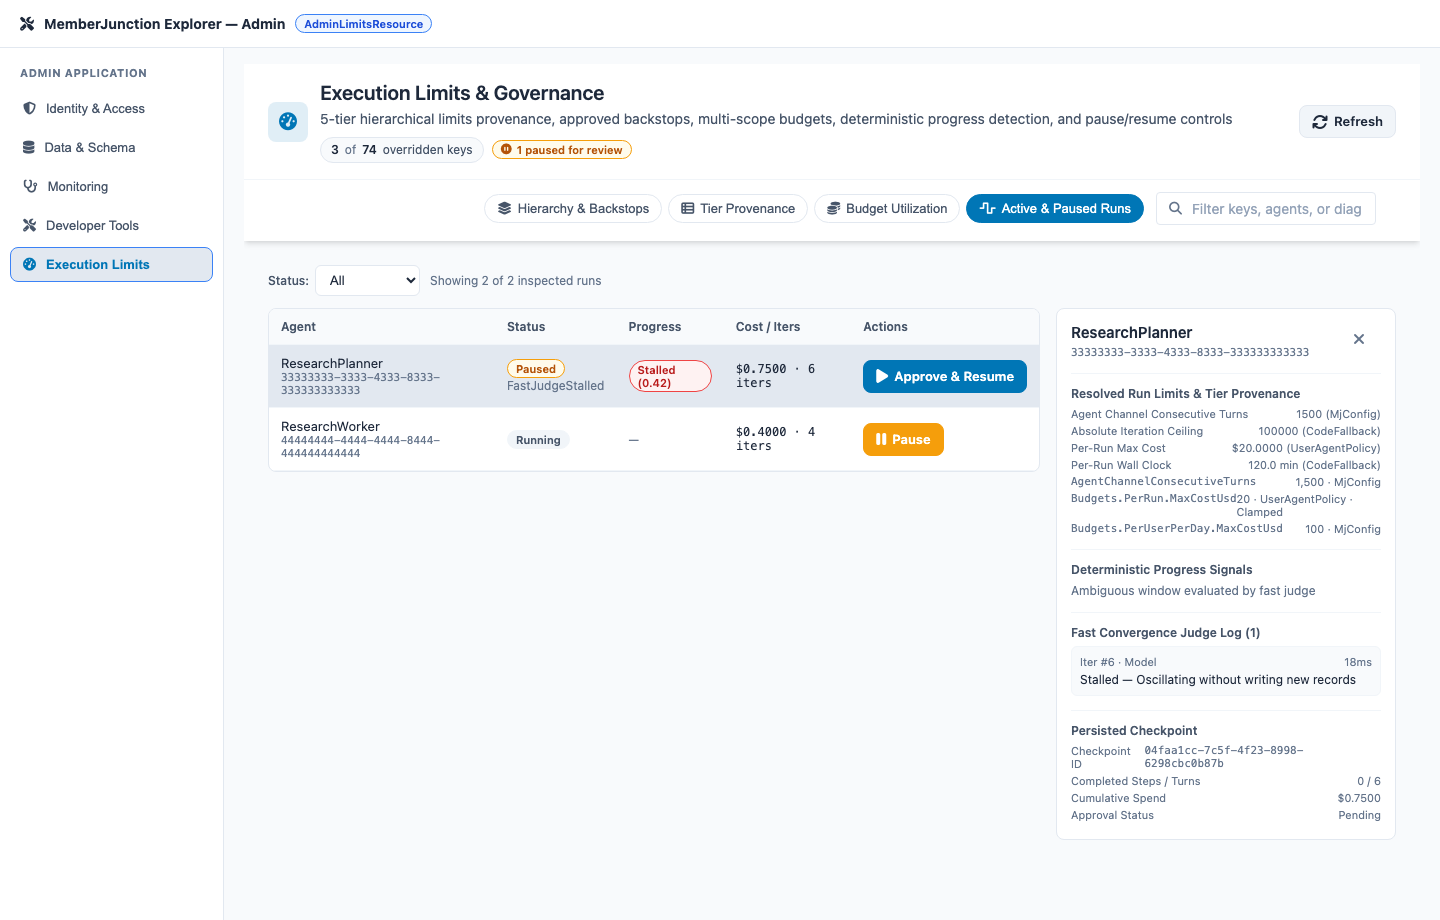 MemberJunction Explorer — Admin
AdminLimitsResource
ADMIN APPLICATION
Identity & Access
Data & Schema
Monitoring
Developer Tools
Execution Limits
Execution Limits & Governance
5-tier hierarchical limits provenance, approved backstops, multi-scope budgets, deterministic progress detection, and pause/resume controls
3 of 74 overridden keys
1 paused for review
Refresh
Hierarchy & Backstops
Tier Provenance
Budget Utilization
Active & Paused Runs
Filter keys, agents, or diag
Status:
All
Showing 2 of 2 inspected runs
Agent Status Progress Cost / Iters Actions
ResearchPlanner
33333333-3333-4333-8333-
333333333333
Paused
FastJudgeStalled
Stalled
(0.42)
$0.7500 · 6
iters
Approve & Resume
ResearchWorker
44444444-4444-4444-8444-
444444444444
Running
—
$0.4000 · 4
iters
Pause
ResearchPlanner
33333333-3333-4333-8333-333333333333
Resolved Run Limits & Tier Provenance
Agent Channel Consecutive Turns 1500 (MjConfig)
Absolute Iteration Ceiling 100000 (CodeFallback)
Per-Run Max Cost $20.0000 (UserAgentPolicy)
Per-Run Wall Clock 120.0 min (CodeFallback)
AgentChannelConsecutiveTurns 1,500 · MjConfig
Budgets.PerRun.MaxCostUsd 20 · UserAgentPolicy ·
Clamped
Budgets.PerUserPerDay.MaxCostUsd 100 · MjConfig
Deterministic Progress Signals
Ambiguous window evaluated by fast judge
Fast Convergence Judge Log (1)
Iter #6 · Model 18ms
Stalled — Oscillating without writing new records
Persisted Checkpoint
Checkpoint
ID
04faa1cc-7c5f-4f23-8998-
6298cbc0b87b
Completed Steps / Turns 0 / 6
Cumulative Spend $0.7500
Approval Status Pending